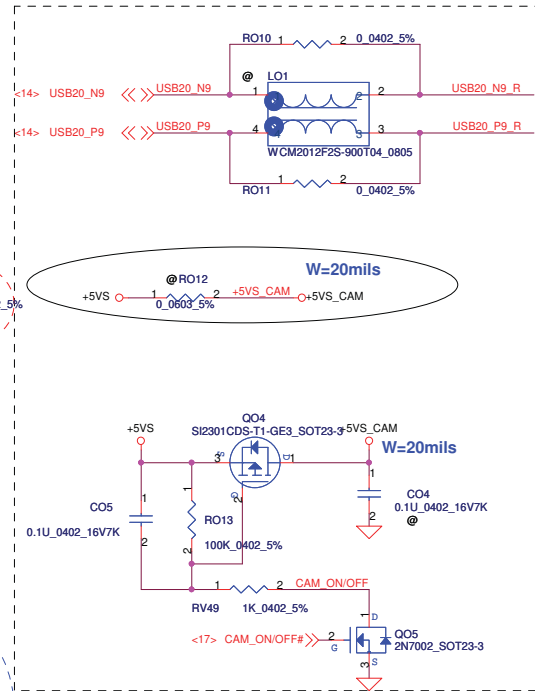 RO10 1 2 0_0402_5%
@ LO1
<14> USB20_N9 USB20_N9 1 2 2 USB20_N9_R
<14> USB20_P9 USB20_P9 4 3 3 USB20_P9_R
WCM2012F2S-900T04_0805
RO11 1 2 0_0402_5%
W=20mils
@RO12
+5VS 1 2 +5VS_CAM +5VS_CAM
0_0603_5%
_5%
QO4
+5VS SI2301CDS-T1-GE3_SOT23-3 +5VS_CAM
W=20mils
3 S D 1
G 2
1
CO5
0.1U_0402_16V7K
2
1
RO13
100K_0402_5%
2
1
CO4
0.1U_0402_16V7K
2 @
1 2 CAM_ON/OFF
RV49 1K_0402_5%
1 D
<17> CAM_ON/OFF# 2 G QO5
2N7002_SOT23-3
3 S